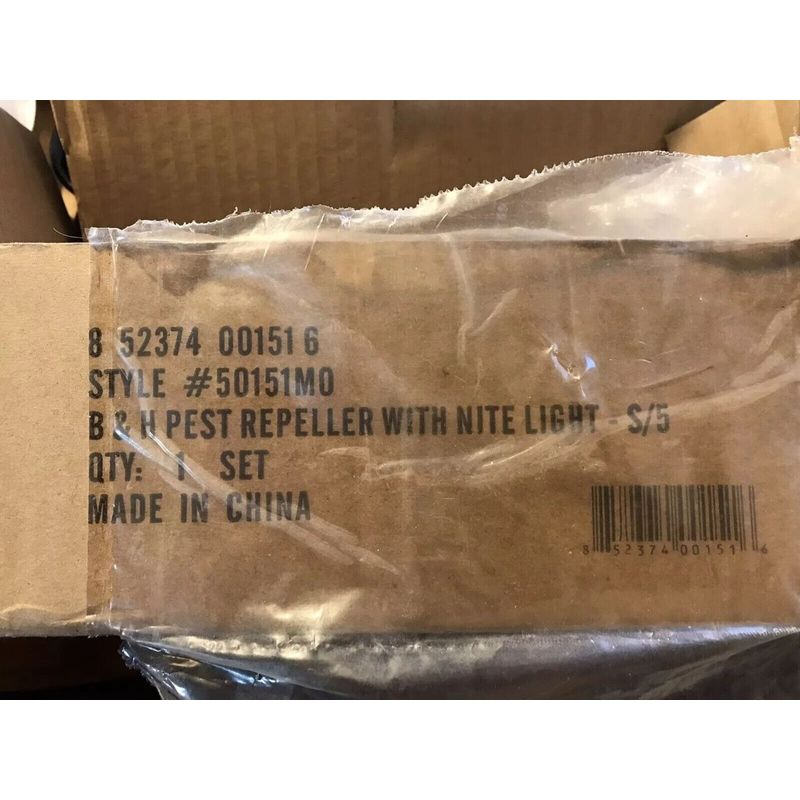 8 52374 00151 6
STYLE #50151MO
B & H PEST REPELLER WITH NITE LIGHT - S/5
QTY: 1 SET
MADE IN CHINA
8 52374 00151 6